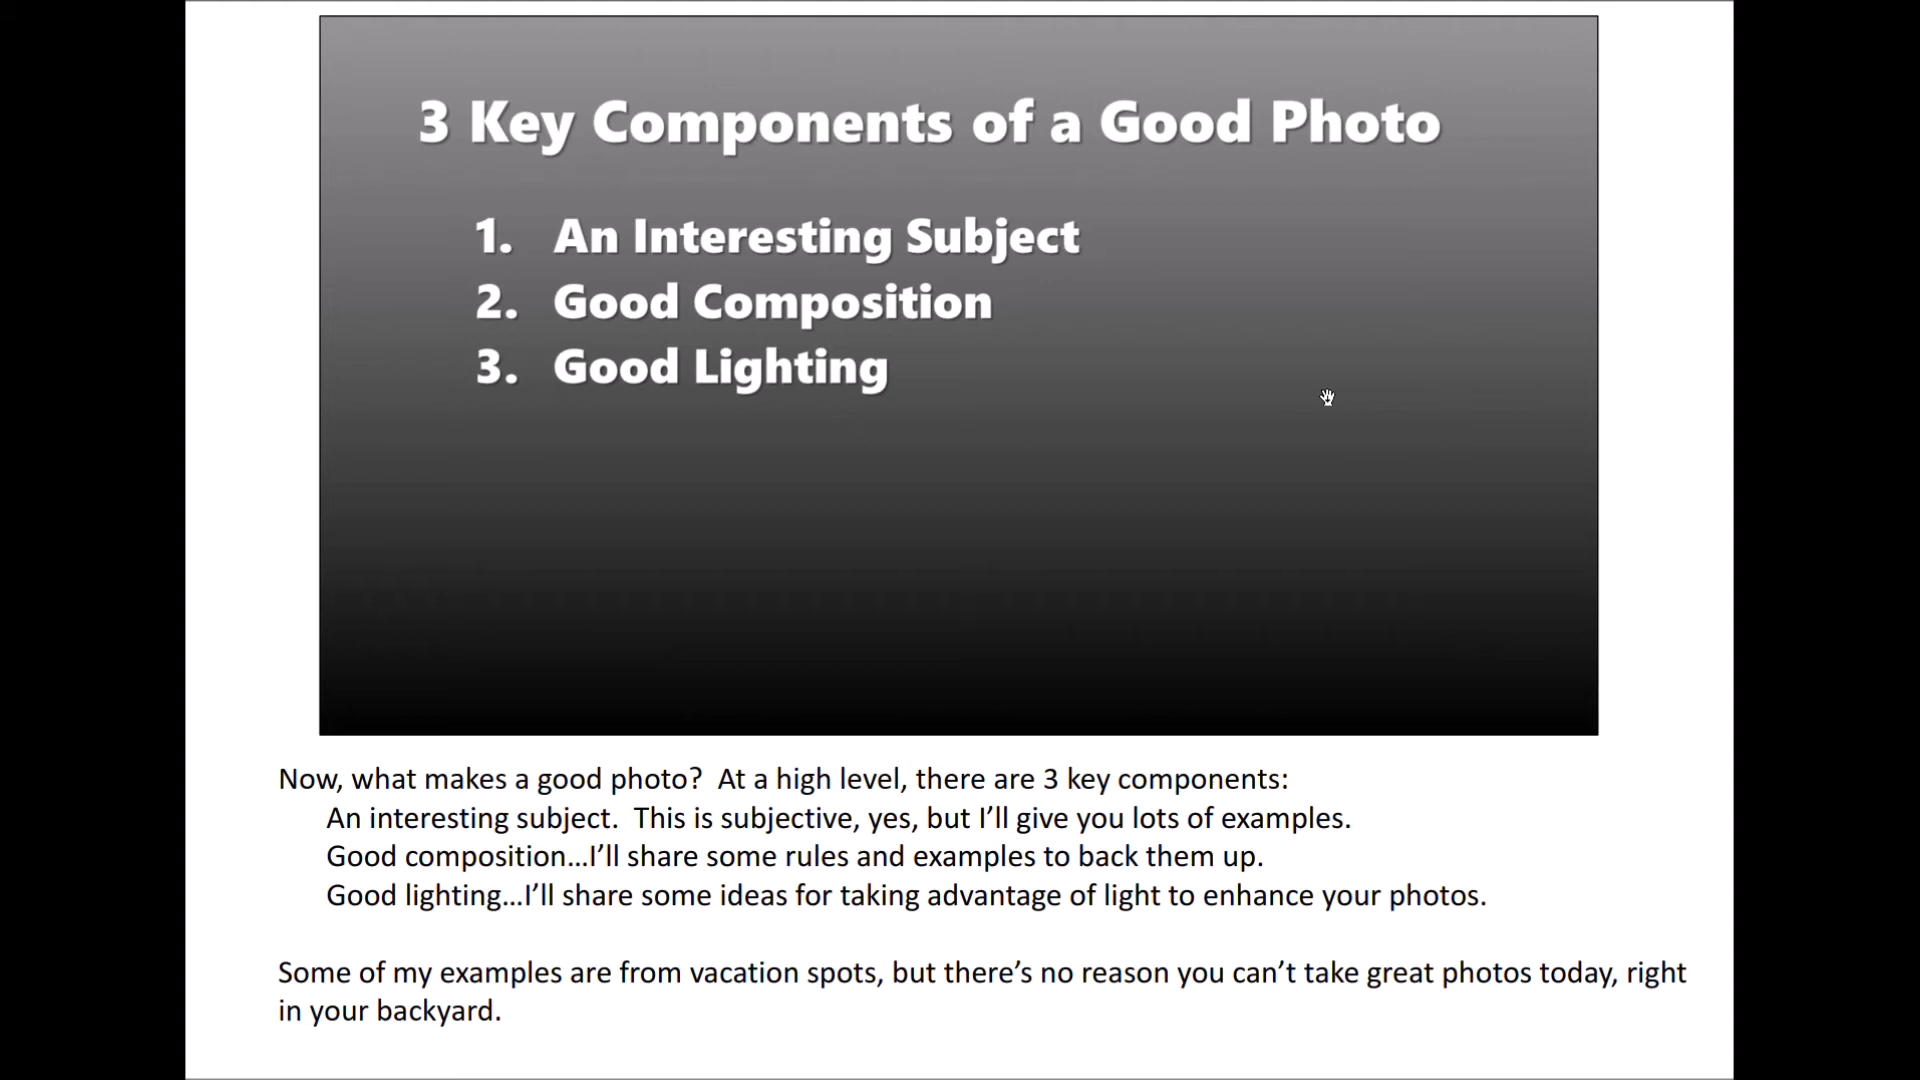 3 Key Components of a Good Photo
1. An Interesting Subject
2. Good Composition
3. Good Lighting
Now, what makes a good photo?  At a high level, there are 3 key components:
An interesting subject.  This is subjective, yes, but I’ll give you lots of examples.
Good composition…I’ll share some rules and examples to back them up.
Good lighting…I’ll share some ideas for taking advantage of light to enhance your photos.
Some of my examples are from vacation spots, but there’s no reason you can’t take great photos today, right
in your backyard.